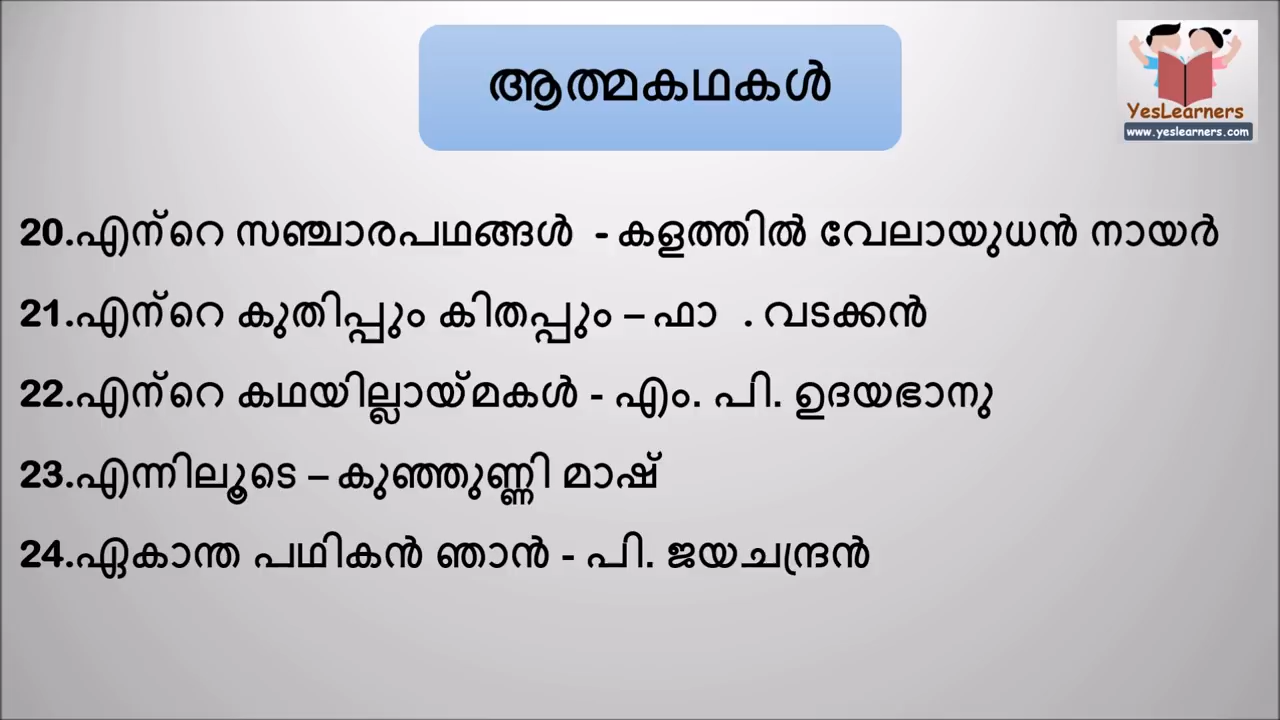 ആത്മകഥകൾ
YesLearners
www.yeslearners.com
20.എന്‍റെ സഞ്ചാരപഥങ്ങൾ - കളത്തിൽ വേലായുധൻ നായർ
21.എന്‍റെ കുതിപ്പും കിതപ്പും – ഫാ . വടക്കൻ
22.എന്‍റെ കഥയില്ലായ്മകൾ - എം. പി. ഉദയഭാനു
23.എന്നിലൂടെ – കുഞ്ഞുണ്ണി മാഷ്
24.ഏകാന്ത പഥികൻ ഞാൻ - പി. ജയചന്ദ്രൻ